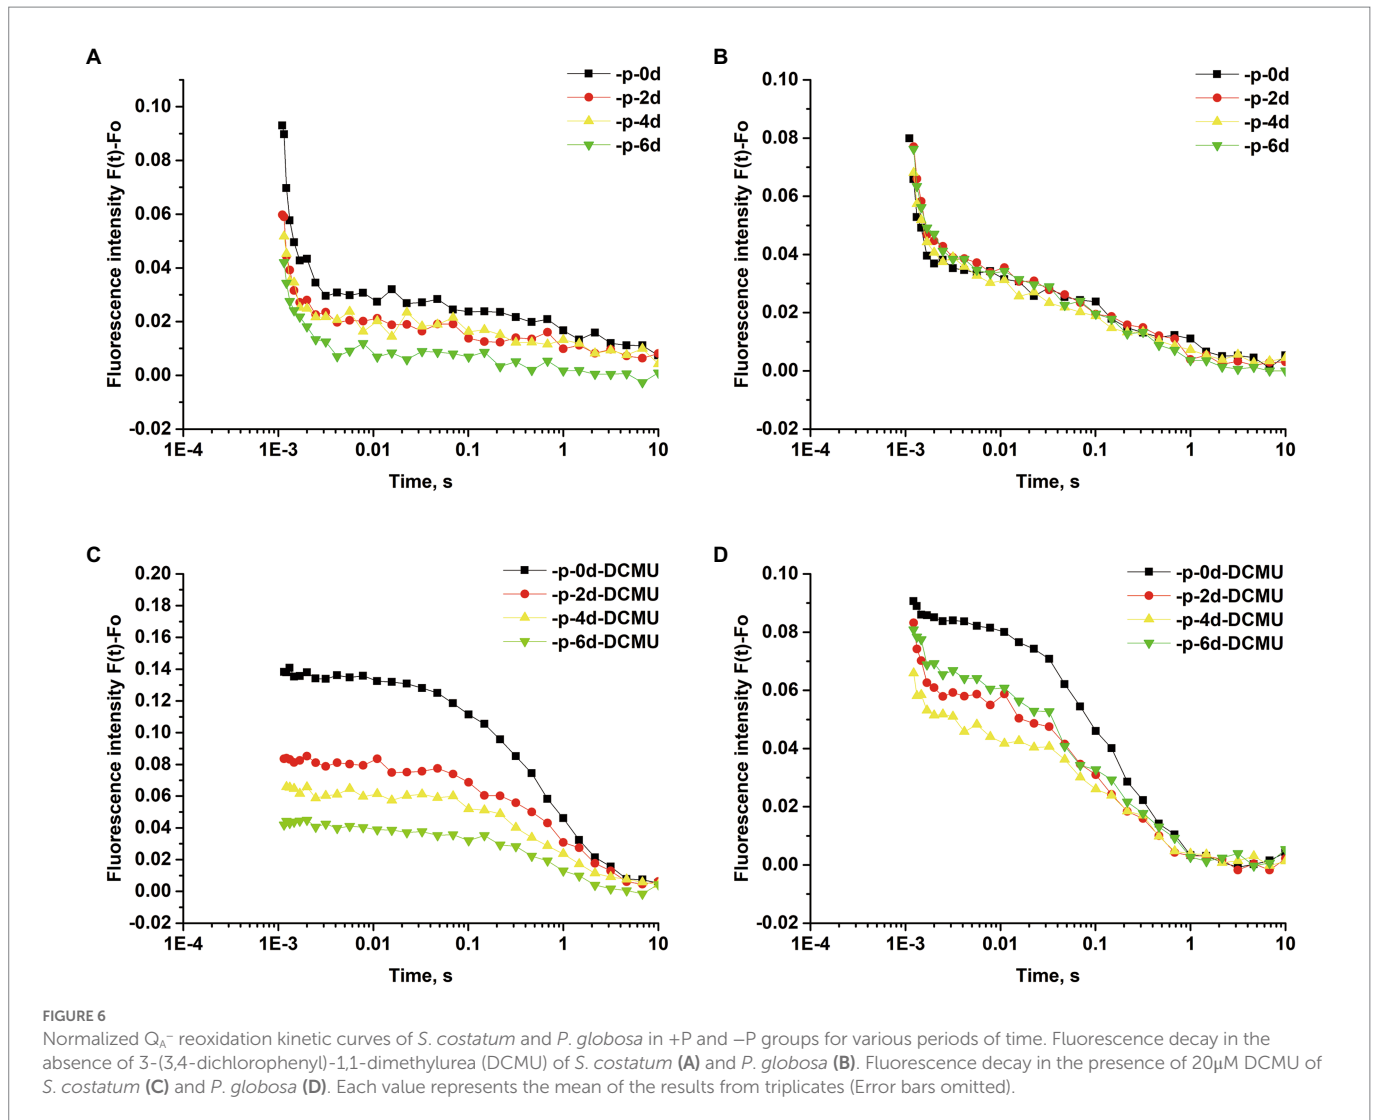 A
-p-0d
-p-2d
-p-4d
-p-6d
Fluorescence intensity F(t)-Fo
0.10
0.08
0.06
0.04
0.02
0.00
-0.02
1E-4
1E-3
0.01
0.1
1
10
Time, s
B
-p-0d
-p-2d
-p-4d
-p-6d
Fluorescence intensity F(t)-Fo
0.10
0.08
0.06
0.04
0.02
0.00
-0.02
1E-4
1E-3
0.01
0.1
1
10
Time, s
C
-p-0d-DCMU
-p-2d-DCMU
-p-4d-DCMU
-p-6d-DCMU
Fluorescence intensity F(t)-Fo
0.20
0.18
0.16
0.14
0.12
0.10
0.08
0.06
0.04
0.02
0.00
-0.02
1E-4
1E-3
0.01
0.1
1
10
Time, s
D
-p-0d-DCMU
-p-2d-DCMU
-p-4d-DCMU
-p-6d-DCMU
Fluorescence intensity F(t)-Fo
0.10
0.08
0.06
0.04
0.02
0.00
-0.02
1E-4
1E-3
0.01
0.1
1
10
Time, s
FIGURE 6
Normalized Q_A⁻ reoxidation kinetic curves of S. costatum and P. globosa in +P and −P groups for various periods of time. Fluorescence decay in the
absence of 3-(3,4-dichlorophenyl)-1,1-dimethylurea (DCMU) of S. costatum (A) and P. globosa (B). Fluorescence decay in the presence of 20μM DCMU of
S. costatum (C) and P. globosa (D). Each value represents the mean of the results from triplicates (Error bars omitted).